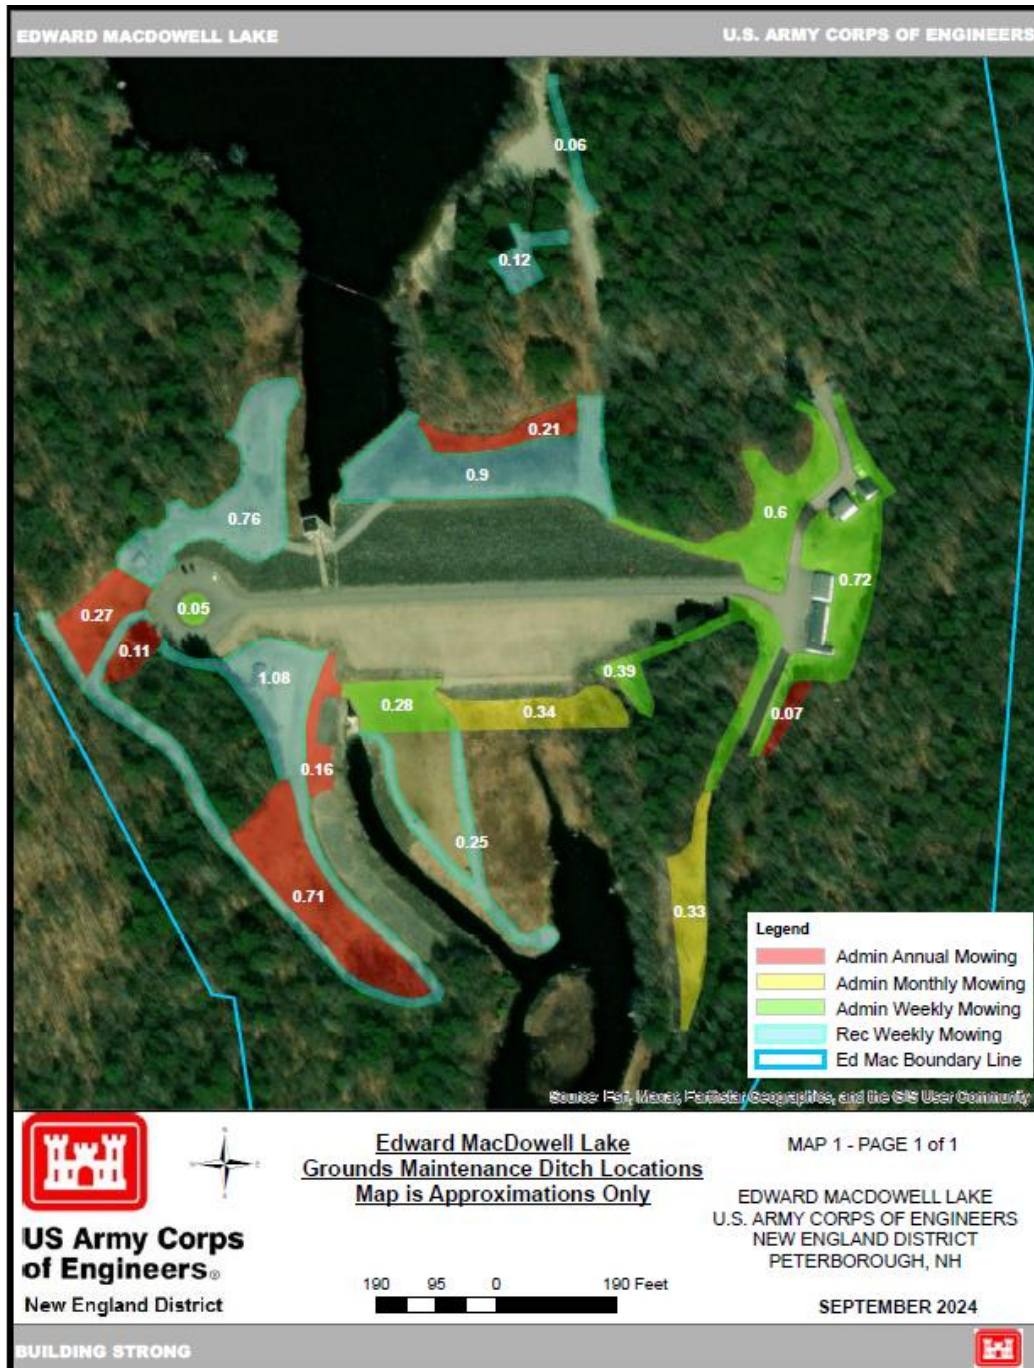 EDWARD MACDOWELL LAKE
U.S. ARMY CORPS OF ENGINEERS
0.06
0.12
0.21
0.9
0.76
0.6
0.72
0.27
0.05
0.11
1.08
0.39
0.28
0.34
0.07
0.16
0.25
0.71
0.33
Legend
Admin Annual Mowing
Admin Monthly Mowing
Admin Weekly Mowing
Rec Weekly Mowing
Ed Mac Boundary Line
Source: Esri, Maxar, Earthstar Geographics, and the GIS User Community
US Army Corps
of Engineers®
New England District
N
W
E
S
Edward MacDowell Lake
Grounds Maintenance Ditch Locations
Map is Approximations Only
190 95 0 190 Feet
MAP 1 - PAGE 1 of 1
EDWARD MACDOWELL LAKE
U.S. ARMY CORPS OF ENGINEERS
NEW ENGLAND DISTRICT
PETERBOROUGH, NH
SEPTEMBER 2024
BUILDING STRONG